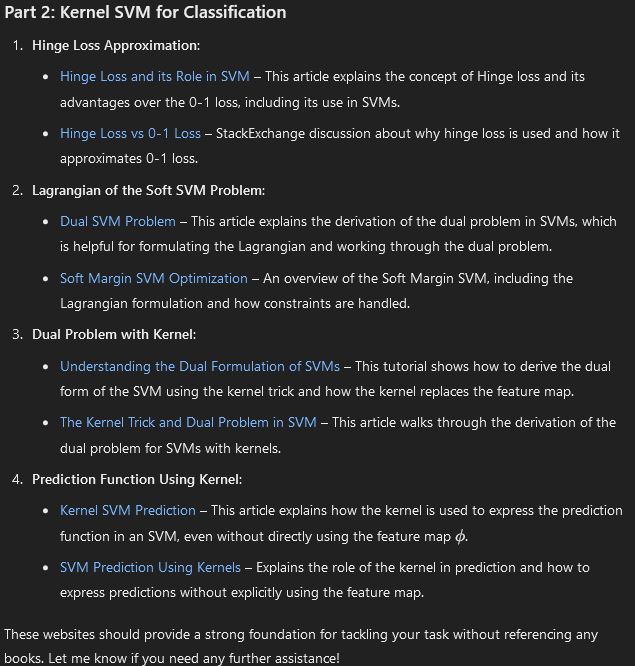 Part 2: Kernel SVM for Classification
1. Hinge Loss Approximation:
• Hinge Loss and its Role in SVM – This article explains the concept of Hinge loss and its
advantages over the 0-1 loss, including its use in SVMs.
• Hinge Loss vs 0-1 Loss – StackExchange discussion about why hinge loss is used and how it
approximates 0-1 loss.
2. Lagrangian of the Soft SVM Problem:
• Dual SVM Problem – This article explains the derivation of the dual problem in SVMs, which
is helpful for formulating the Lagrangian and working through the dual problem.
• Soft Margin SVM Optimization – An overview of the Soft Margin SVM, including the
Lagrangian formulation and how constraints are handled.
3. Dual Problem with Kernel:
• Understanding the Dual Formulation of SVMs – This tutorial shows how to derive the dual
form of the SVM using the kernel trick and how the kernel replaces the feature map.
• The Kernel Trick and Dual Problem in SVM – This article walks through the derivation of the
dual problem for SVMs with kernels.
4. Prediction Function Using Kernel:
• Kernel SVM Prediction – This article explains how the kernel is used to express the prediction
function in an SVM, even without directly using the feature map ϕ.
• SVM Prediction Using Kernels – Explains the role of the kernel in prediction and how to
express predictions without explicitly using the feature map.
These websites should provide a strong foundation for tackling your task without referencing any
books. Let me know if you need any further assistance!